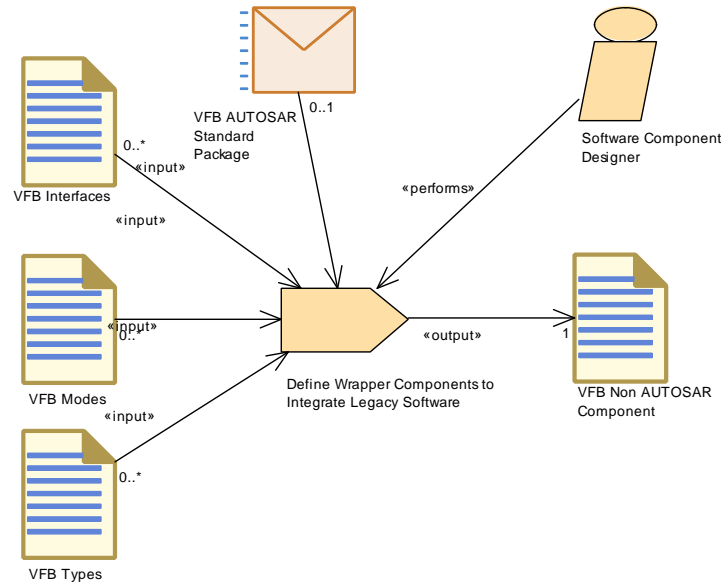 VFB AUTOSAR
Standard
Package
0..1
Software Component
Designer
VFB Interfaces
0..*
«input»
«input»
«performs»
VFB Modes
«input»
0..*
Define Wrapper Components to
Integrate Legacy Software
«output»
1
VFB Non AUTOSAR
Component
«input»
0..*
VFB Types